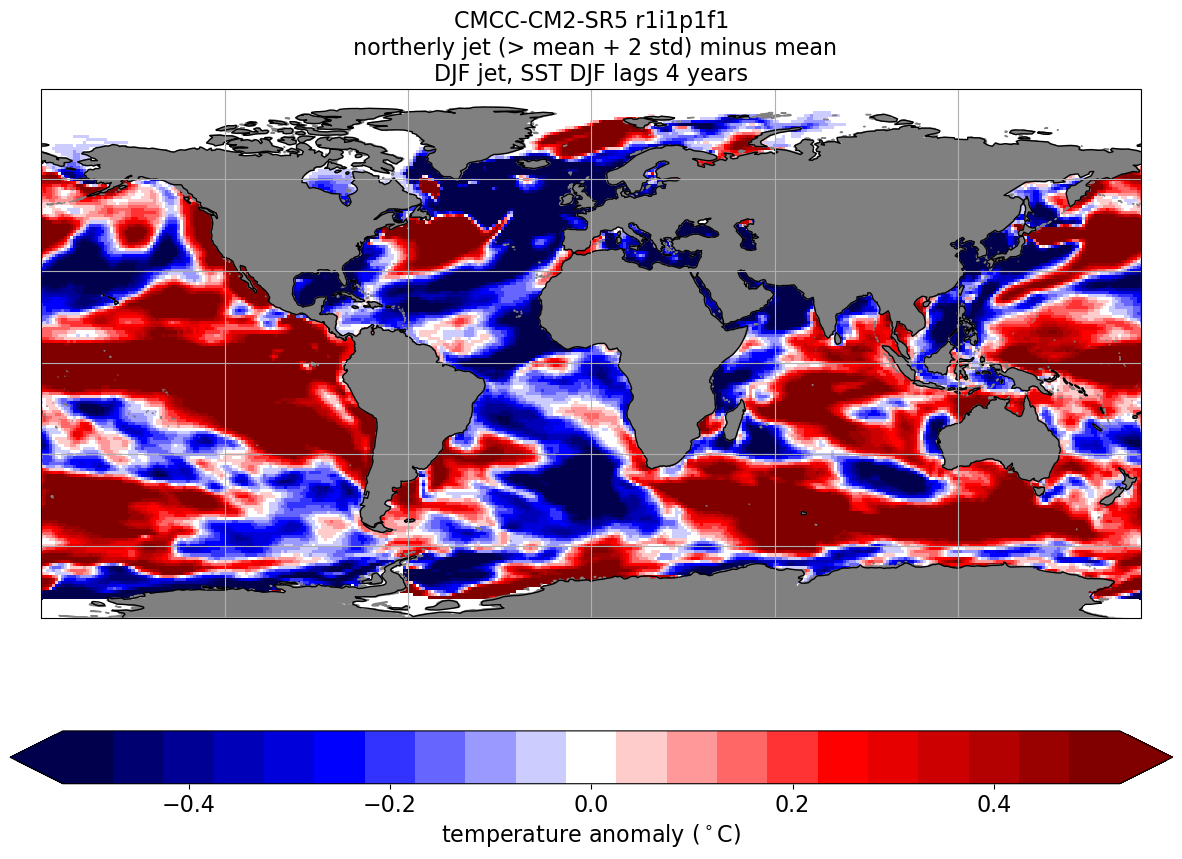 CMCC-CM2-SR5 r1i1p1f1
northerly jet (> mean + 2 std) minus mean
DJF jet, SST DJF lags 4 years
−0.4 −0.2 0.0 0.2 0.4
temperature anomaly (∘C)